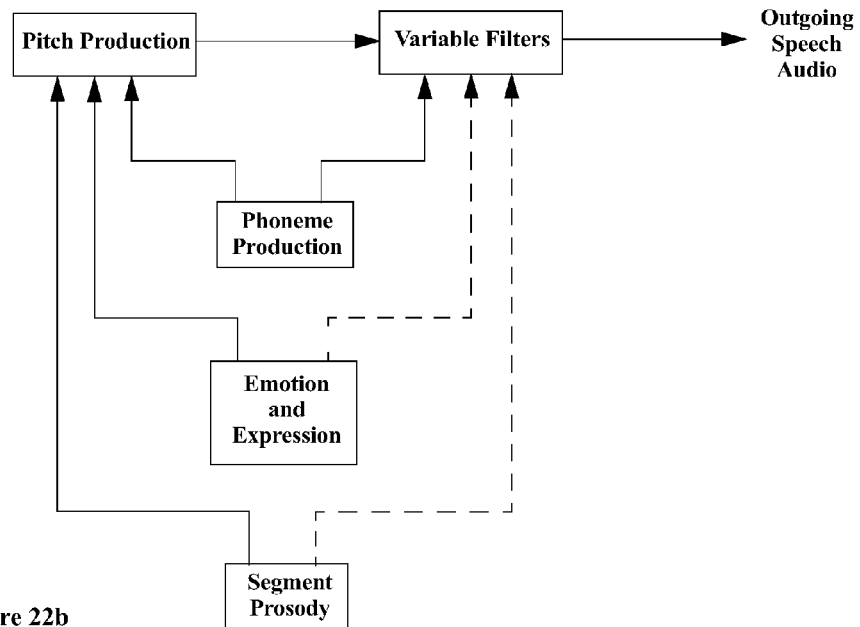 Pitch Production
Variable Filters
Outgoing
Speech
Audio
Phoneme
Production
Emotion
and
Expression
Segment
Prosody
re 22b